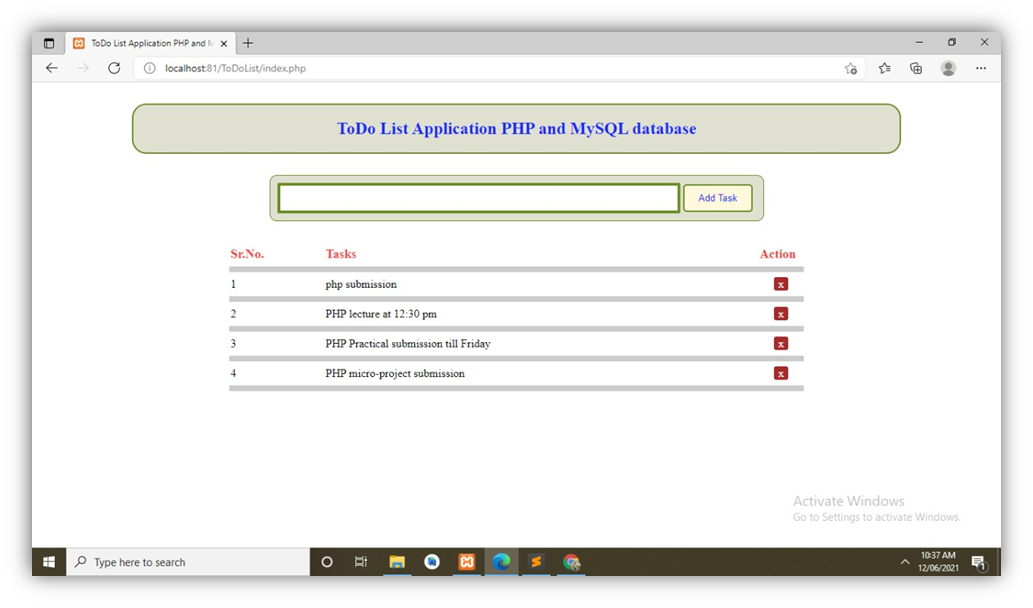 ToDo List Application PHP and M
localhost:81/ToDoList/index.php
ToDo List Application PHP and MySQL database
Add Task
Sr.No. Tasks Action
1 php submission x
2 PHP lecture at 12:30 pm x
3 PHP Practical submission till Friday x
4 PHP micro-project submission x
Activate Windows
Go to Settings to activate Windows.
Type here to search
10:37 AM
12/06/2021
1